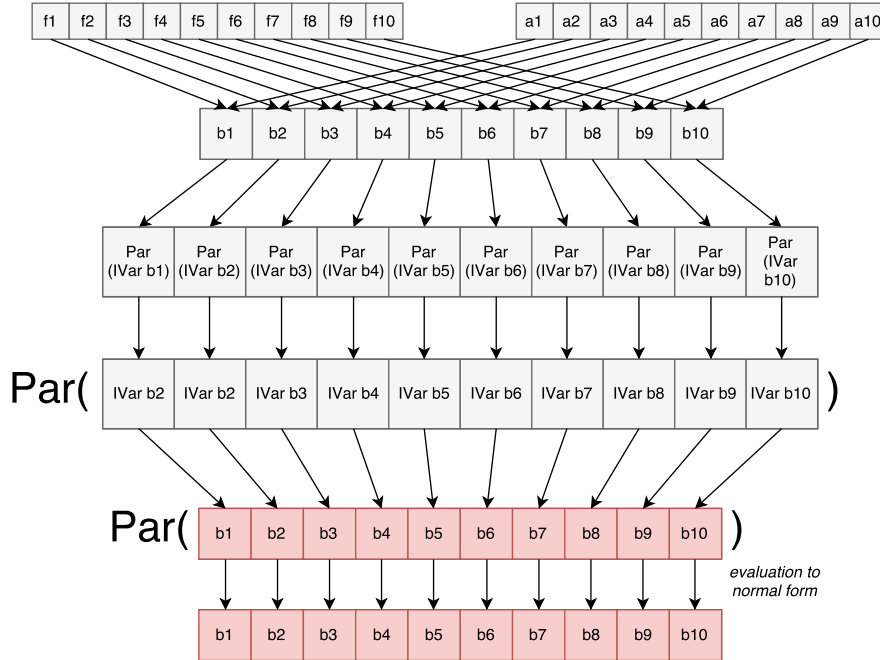 f1 f2 f3 f4 f5 f6 f7 f8 f9 f10 a1 a2 a3 a4 a5 a6 a7 a8 a9 a10
b1 b2 b3 b4 b5 b6 b7 b8 b9 b10
Par
(IVar b1)
Par
(IVar b2)
Par
(IVar b3)
Par
(IVar b4)
Par
(IVar b5)
Par
(IVar b6)
Par
(IVar b7)
Par
(IVar b8)
Par
(IVar b9)
Par
(IVar
b10)
Par( IVar b2 IVar b2 IVar b3 IVar b4 IVar b5 IVar b6 IVar b7 IVar b8 IVar b9 IVar b10 )
Par( b1 b2 b3 b4 b5 b6 b7 b8 b9 b10 )
evaluation to
normal form
b1 b2 b3 b4 b5 b6 b7 b8 b9 b10